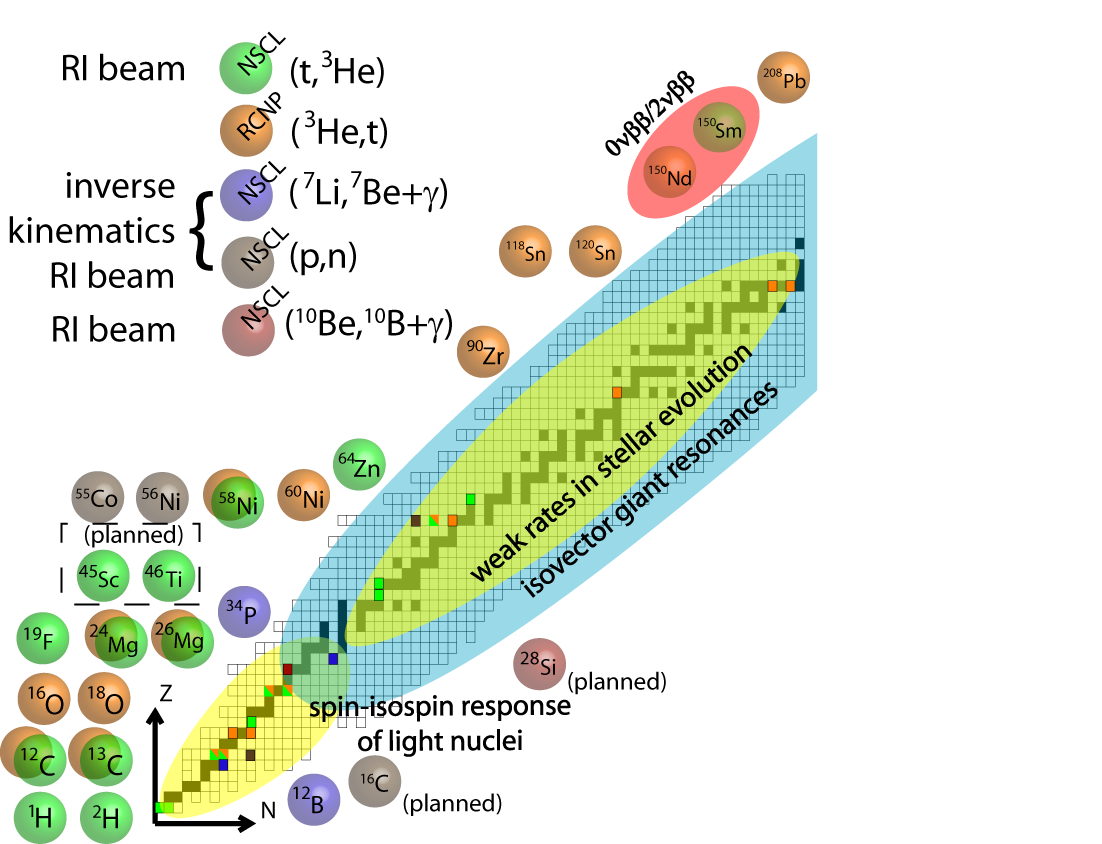 RI beam NSCL (t,³He)
RCNP (³He,t)
inverse
kinematics
NSCL (⁷Li,⁷Be+γ)
RI beam NSCL (p,n)
RI beam NSCL (¹⁰Be,¹⁰B+γ)
²⁰⁸Pb
0νββ/2νββ
¹⁵⁰Sm
¹⁵⁰Nd
¹¹⁸Sn ¹²⁰Sn
⁹⁰Zr
weak rates in stellar evolution
isovector giant resonances
⁶⁴Zn
⁵⁵Co ⁵⁶Ni ⁵⁸Ni ⁶⁰Ni
(planned)
⁴⁵Sc ⁴⁶Ti
³⁴P
¹⁹F ²⁴Mg ²⁶Mg
²⁸Si (planned)
¹⁶O ¹⁸O
Z
spin-isospin response
of light nuclei
¹²C ¹³C
¹H ²H
N
¹²B
¹⁶C (planned)